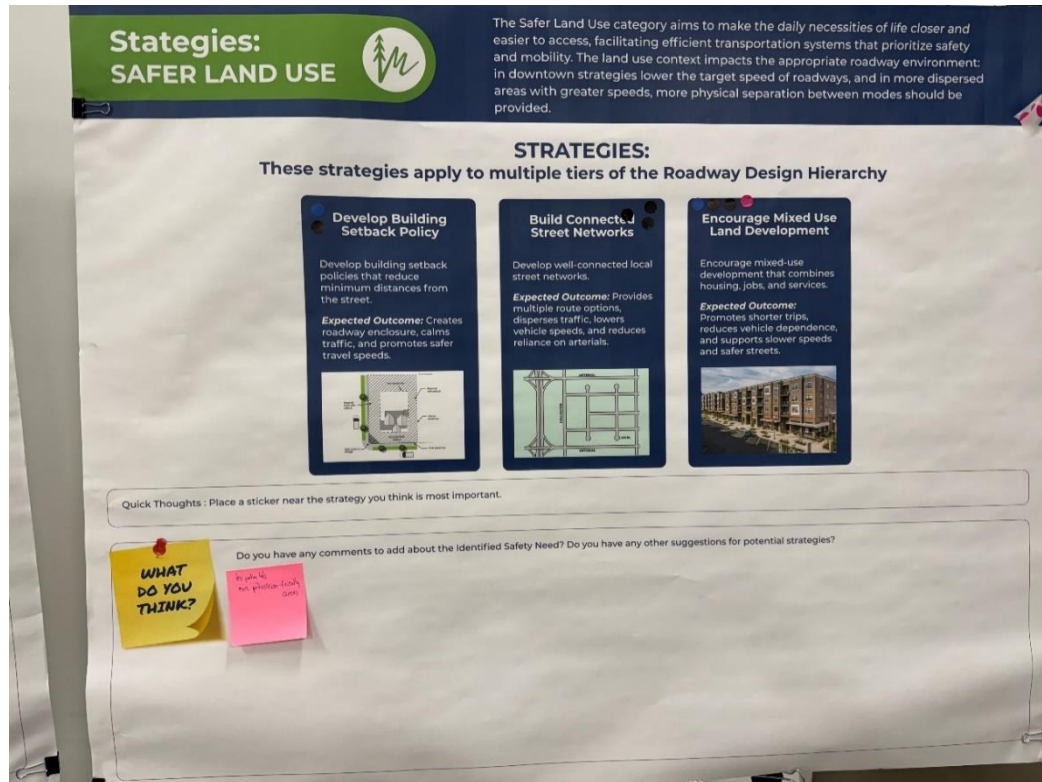 Stategies:
SAFER LAND USE
The Safer Land Use category aims to make the daily necessities of life closer and
easier to access, facilitating efficient transportation systems that prioritize safety
and mobility. The land use context impacts the appropriate roadway environment:
in downtown strategies lower the target speed of roadways, and in more dispersed
areas with greater speeds, more physical separation between modes should be
provided.
STRATEGIES:
These strategies apply to multiple tiers of the Roadway Design Hierarchy
Develop Building
Setback Policy
Develop building setback
policies that reduce
minimum distances from
the street.
Expected Outcome: Creates
roadway enclosure, calms
traffic, and promotes safer
travel speeds.
Build Connected
Street Networks
Develop well-connected local
street networks.
Expected Outcome: Provides
multiple route options,
disperses traffic, lowers
vehicle speeds, and reduces
reliance on arterials.
ARTERIAL
ARTERIAL
Encourage Mixed Use
Land Development
Encourage mixed-use
development that combines
housing, jobs, and services.
Expected Outcome:
Promotes shorter trips,
reduces vehicle dependence,
and supports slower speeds
and safer streets.
Quick Thoughts : Place a sticker near the strategy you think is most important.
Do you have any comments to add about the Identified Safety Need? Do you have any other suggestions for potential strategies?
WHAT
DO YOU
THINK?
areas